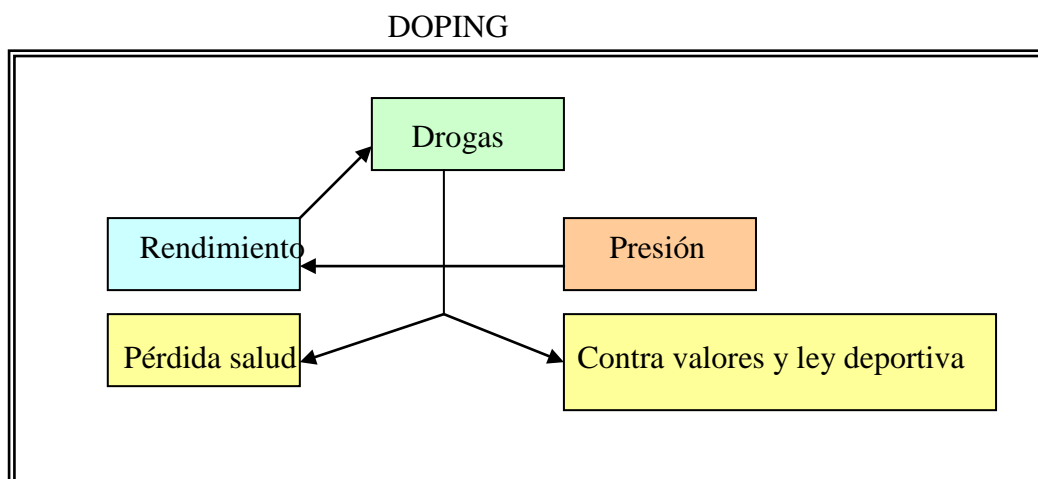 DOPING
Drogas
Rendimiento
Presión
Pérdida salud
Contra valores y ley deportiva